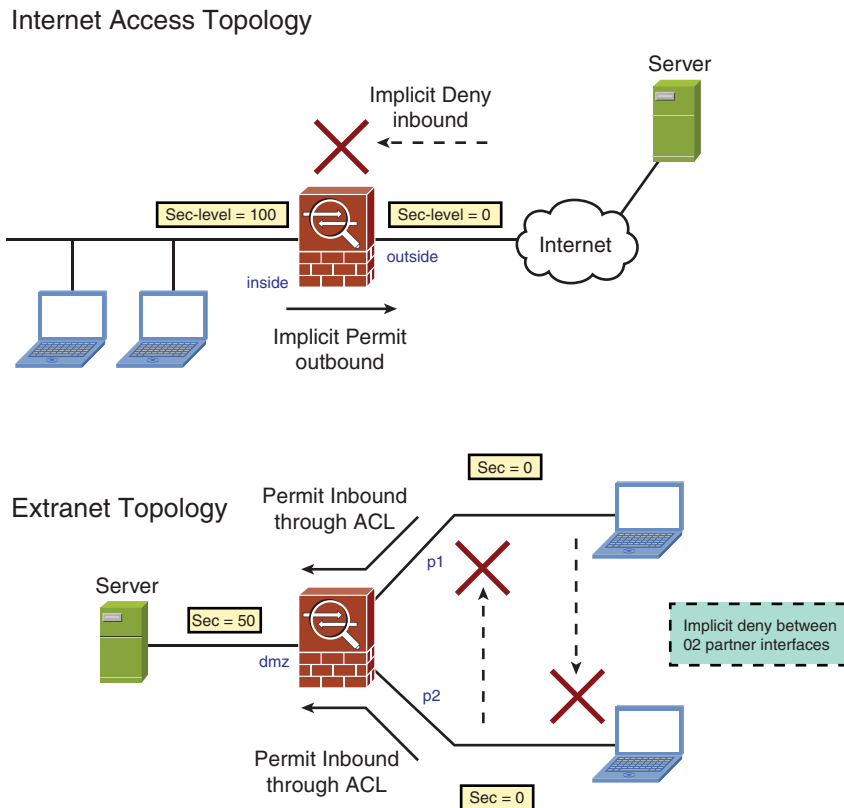 Internet Access Topology
Server
Implicit Deny
inbound
Sec-level = 100
Sec-level = 0
Internet
outside
inside
Implicit Permit
outbound
Sec = 0
Permit Inbound
through ACL
Extranet Topology
p1
Server
Sec = 50
Implicit deny between
02 partner interfaces
dmz
p2
Permit Inbound
through ACL
Sec = 0